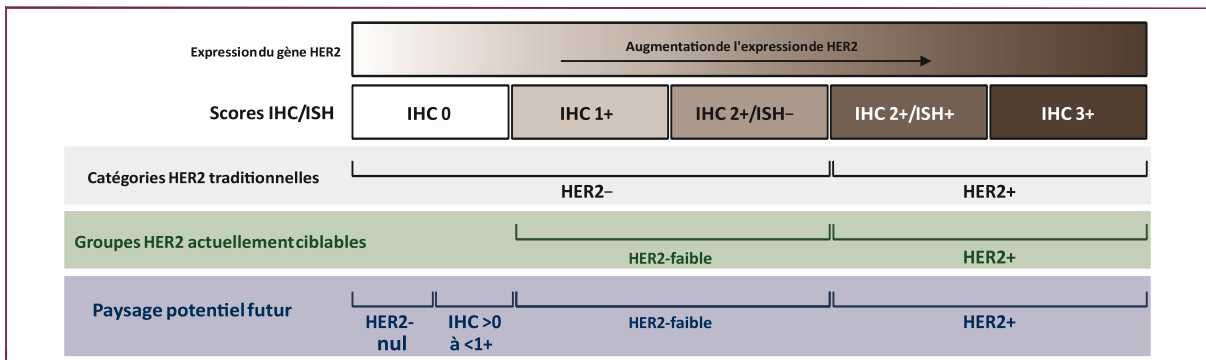 Expression du gène HER2
Augmentation de l'expression de HER2
Scores IHC/ISH
IHC 0
IHC 1+
IHC 2+/ISH−
IHC 2+/ISH+
IHC 3+
Catégories HER2 traditionnelles
HER2−
HER2+
Groupes HER2 actuellement ciblables
HER2-faible
HER2+
Paysage potentiel futur
HER2-
nul
IHC >0
à <1+
HER2-faible
HER2+